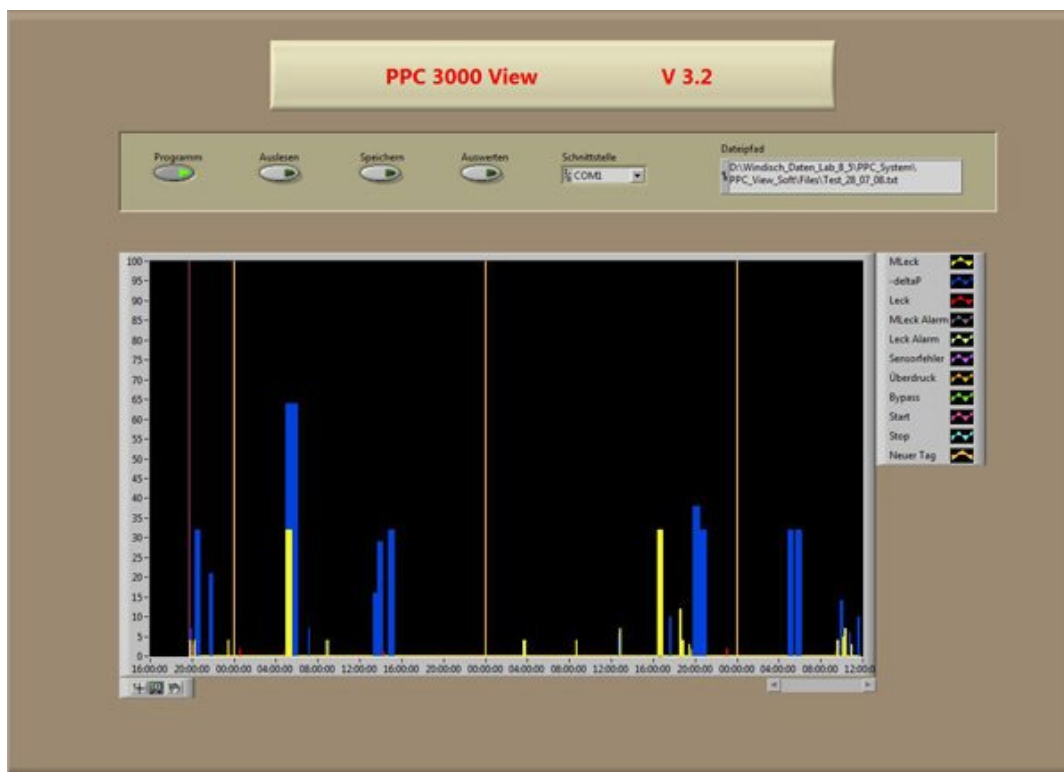 PPC 3000 View V 3.2
Programm Auslesen Speichern Auswerten Schnittstelle Dateipfad
COM1
D:\Windisch_Daten_Lab_8_5\PPC_System\
PPC_View_Soft\Files\Test_28_07_08.txt
100
95
90
85
80
75
70
65
60
55
50
45
40
35
30
25
20
15
10
5
0
16:00:00 20:00:00 00:00:00 04:00:00 08:00:00 12:00:00 16:00:00 20:00:00 00:00:00 04:00:00 08:00:00 12:00:00 16:00:00 20:00:00 00:00:00 04:00:00 08:00:00 12:00:0
MLeck
-deltaP
Leck
MLeck Alarm
Leck Alarm
Sensorfehler
Überdruck
Bypass
Start
Stop
Neuer Tag